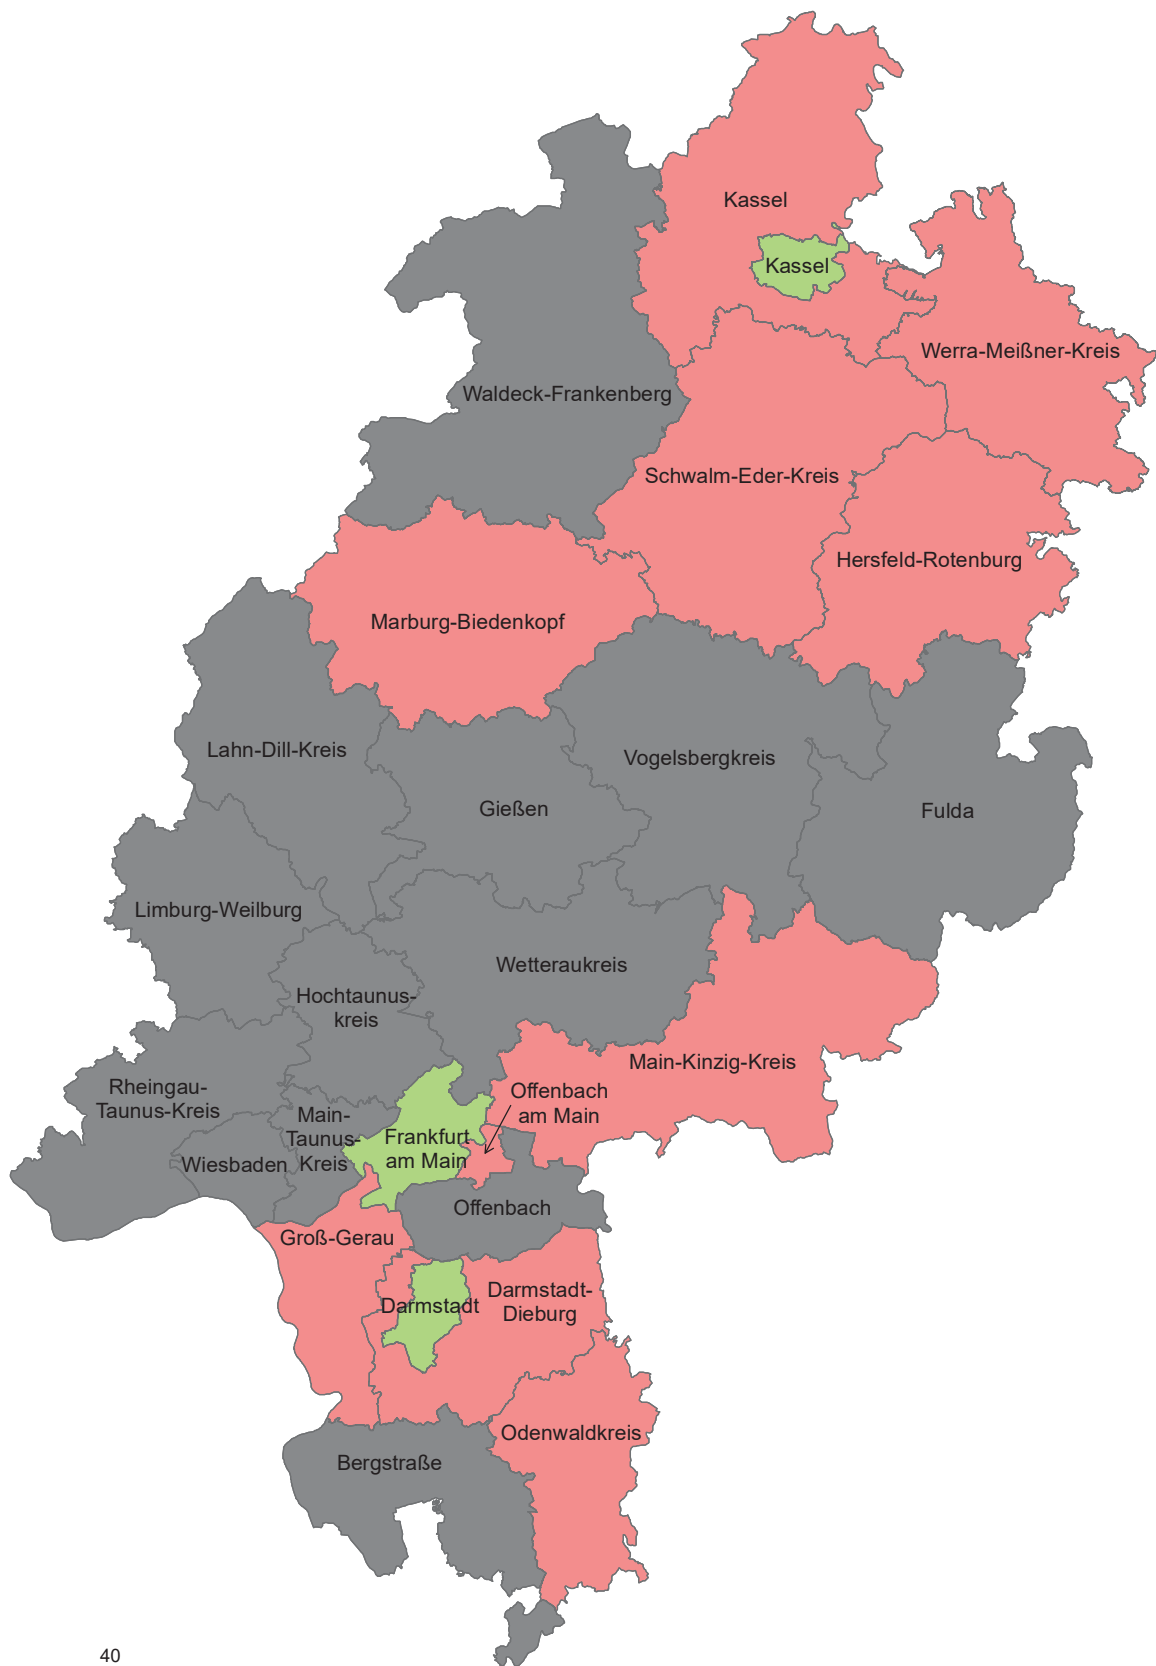 Kassel
Kassel
Werra-Meißner-Kreis
Waldeck-Frankenberg
Schwalm-Eder-Kreis
Hersfeld-Rotenburg
Marburg-Biedenkopf
Lahn-Dill-Kreis
Vogelsbergkreis
Gießen
Fulda
Limburg-Weilburg
Wetteraukreis
Hochtaunus-
kreis
Main-Kinzig-Kreis
Rheingau-
Taunus-Kreis
Offenbach
am Main
Main-
Taunus-
Kreis
Frankfurt
am Main
Wiesbaden
Offenbach
Groß-Gerau
Darmstadt
Darmstadt-
Dieburg
Odenwaldkreis
Bergstraße
40